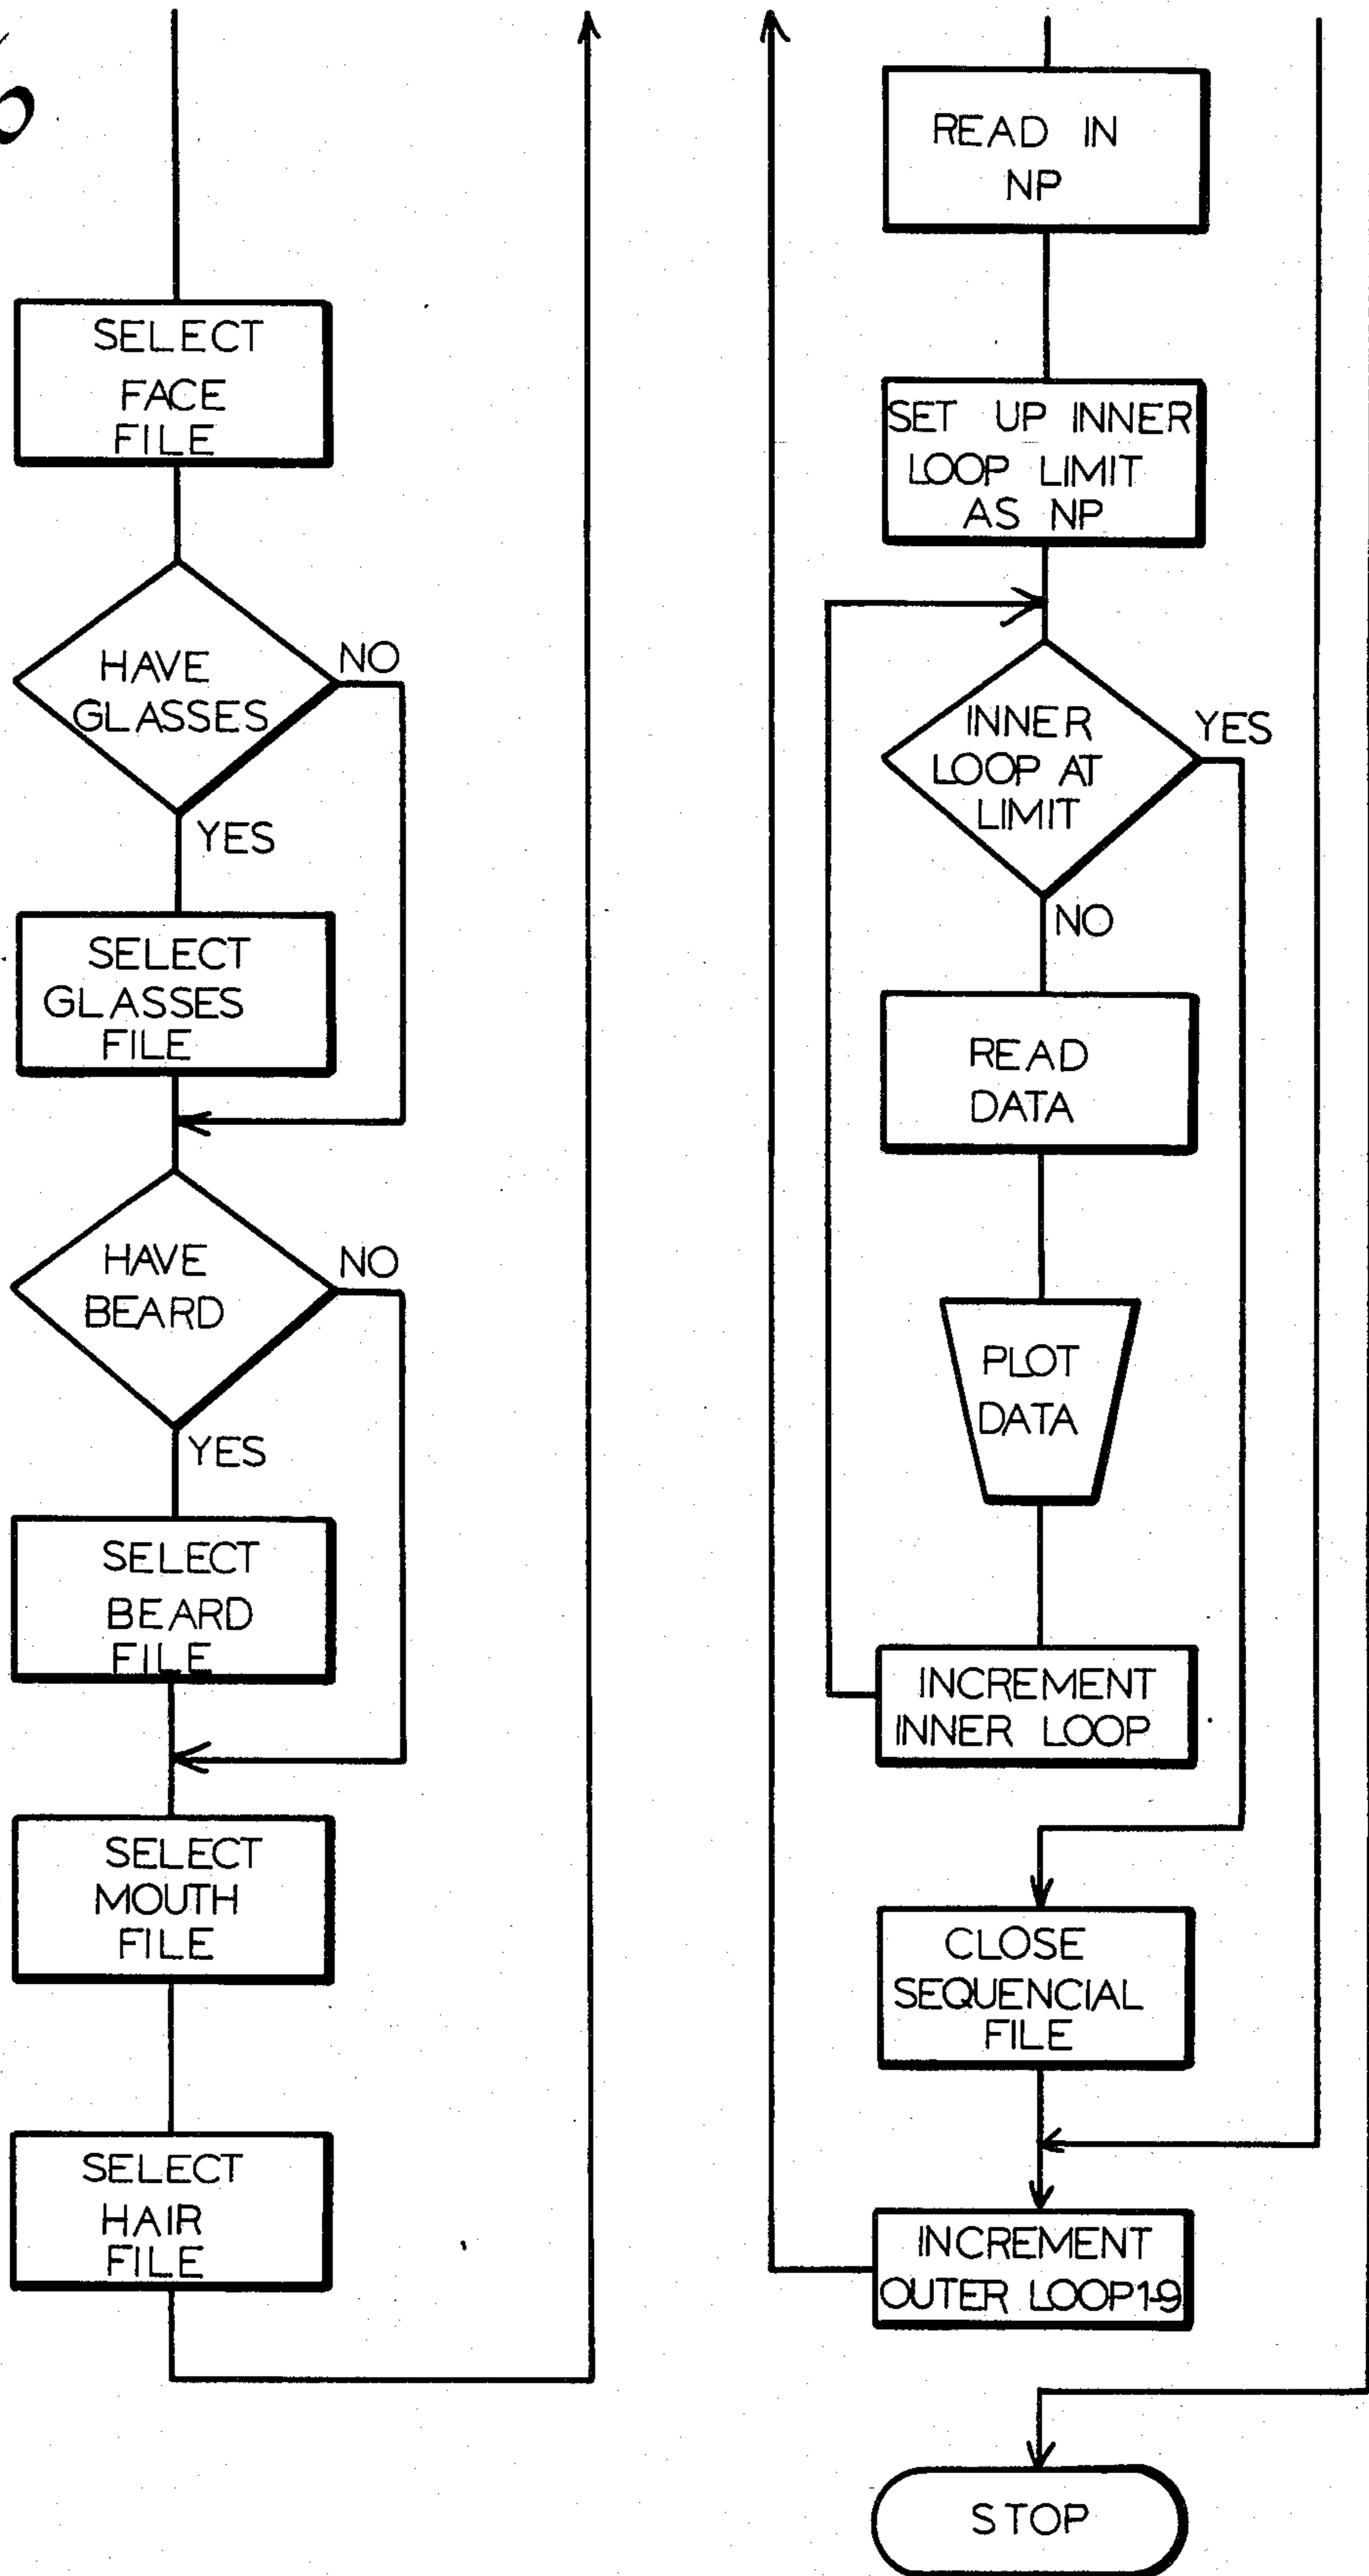 SELECT
FACE
FILE
HAVE
GLASSES
NO
YES
SELECT
GLASSES
FILE
HAVE
BEARD
NO
YES
SELECT
BEARD
FILE
SELECT
MOUTH
FILE
SELECT
HAIR
FILE
READ IN
NP
SET UP INNER
LOOP LIMIT
AS NP
INNER
LOOP AT
LIMIT
YES
NO
READ
DATA
PLOT
DATA
INCREMENT
INNER LOOP
CLOSE
SEQUENCIAL
FILE
INCREMENT
OUTER LOOP1-9
STOP